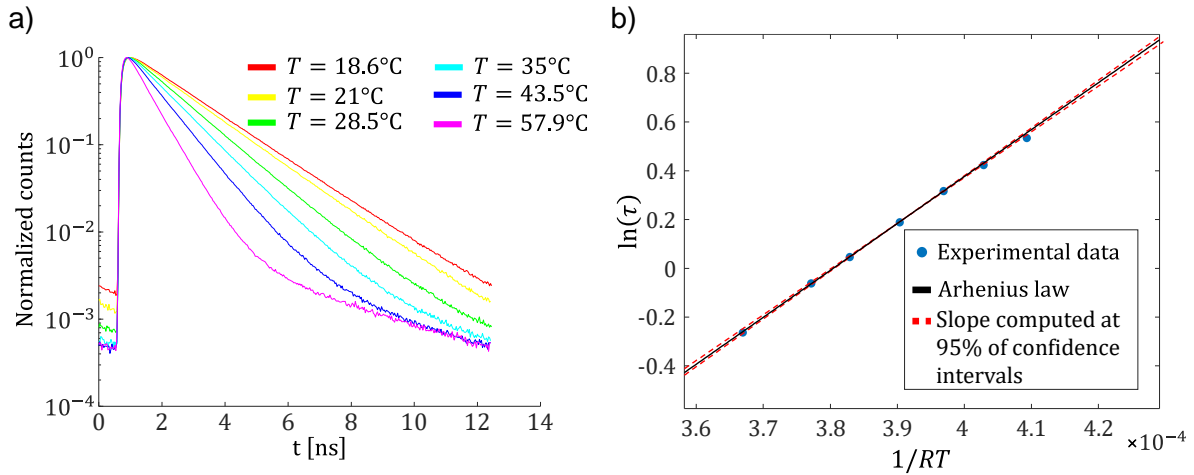 a)
Normalized counts
10⁰
10⁻¹
10⁻²
10⁻³
10⁻⁴
T = 18.6°C
T = 21°C
T = 28.5°C
T = 35°C
T = 43.5°C
T = 57.9°C
0 2 4 6 8 10 12 14
t [ns]
b)
ln(τ)
0.8
0.6
0.4
0.2
0
-0.2
-0.4
Experimental data
Arhenius law
Slope computed at
95% of confidence
intervals
3.6 3.7 3.8 3.9 4 4.1 4.2 ×10⁻⁴
1/RT